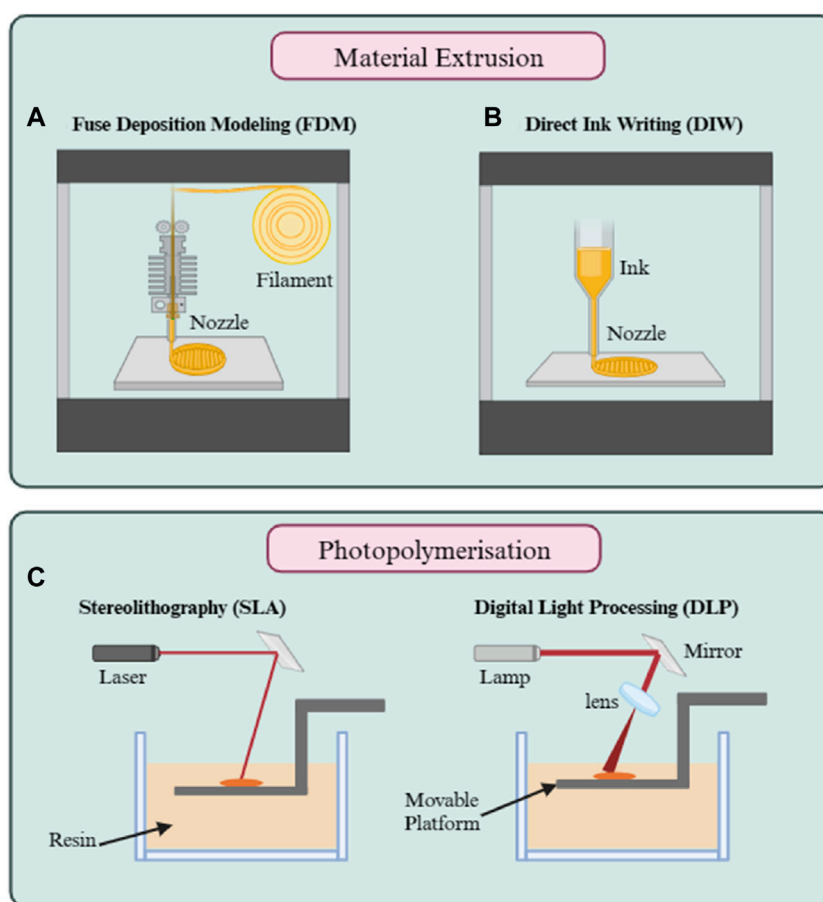 Material Extrusion
A
Fuse Deposition Modeling (FDM)
Filament
Nozzle
B
Direct Ink Writing (DIW)
Ink
Nozzle
Photopolymerisation
C
Stereolithography (SLA)
Laser
Resin
Digital Light Processing (DLP)
Mirror
Lamp
lens
Movable
Platform